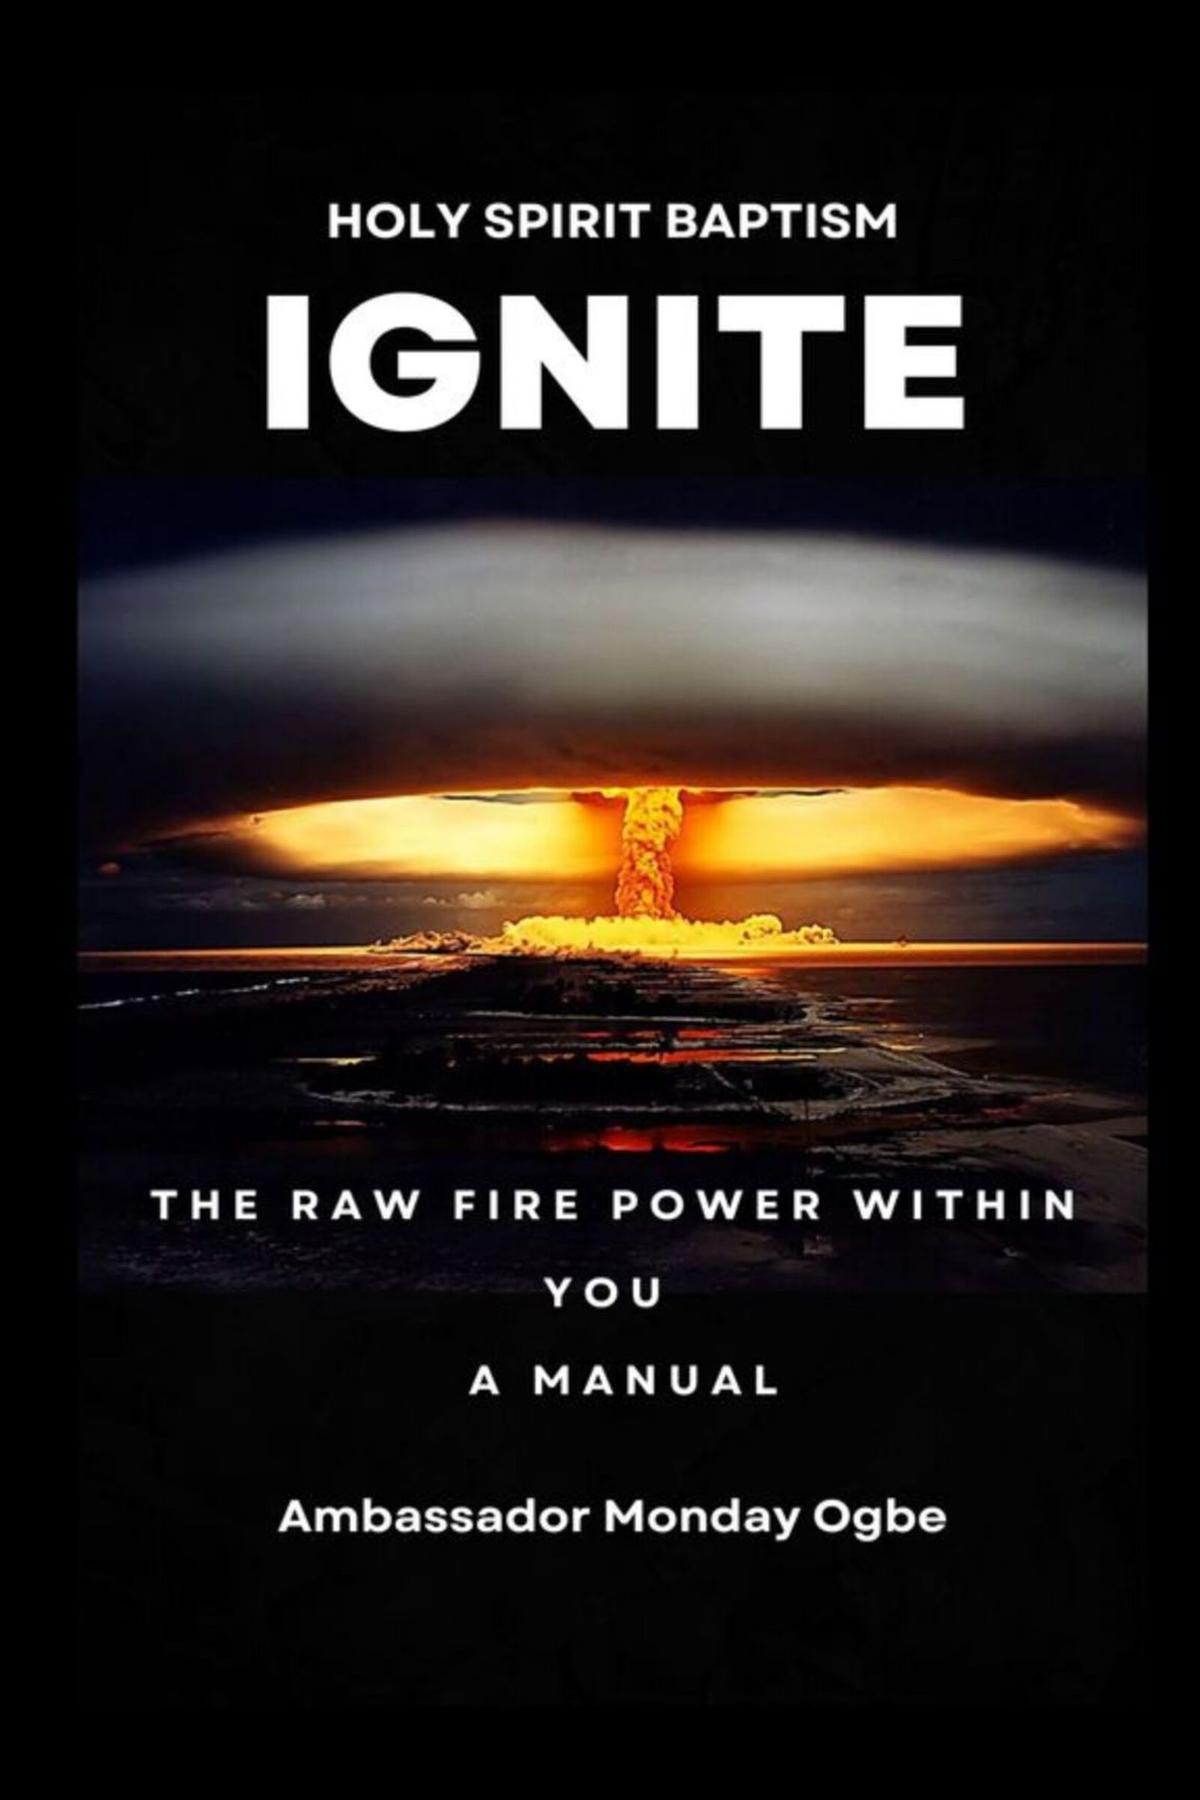 HOLY SPIRIT BAPTISM
IGNITE
THE RAW FIRE POWER WITHIN
YOU
A MANUAL
Ambassador Monday Ogbe